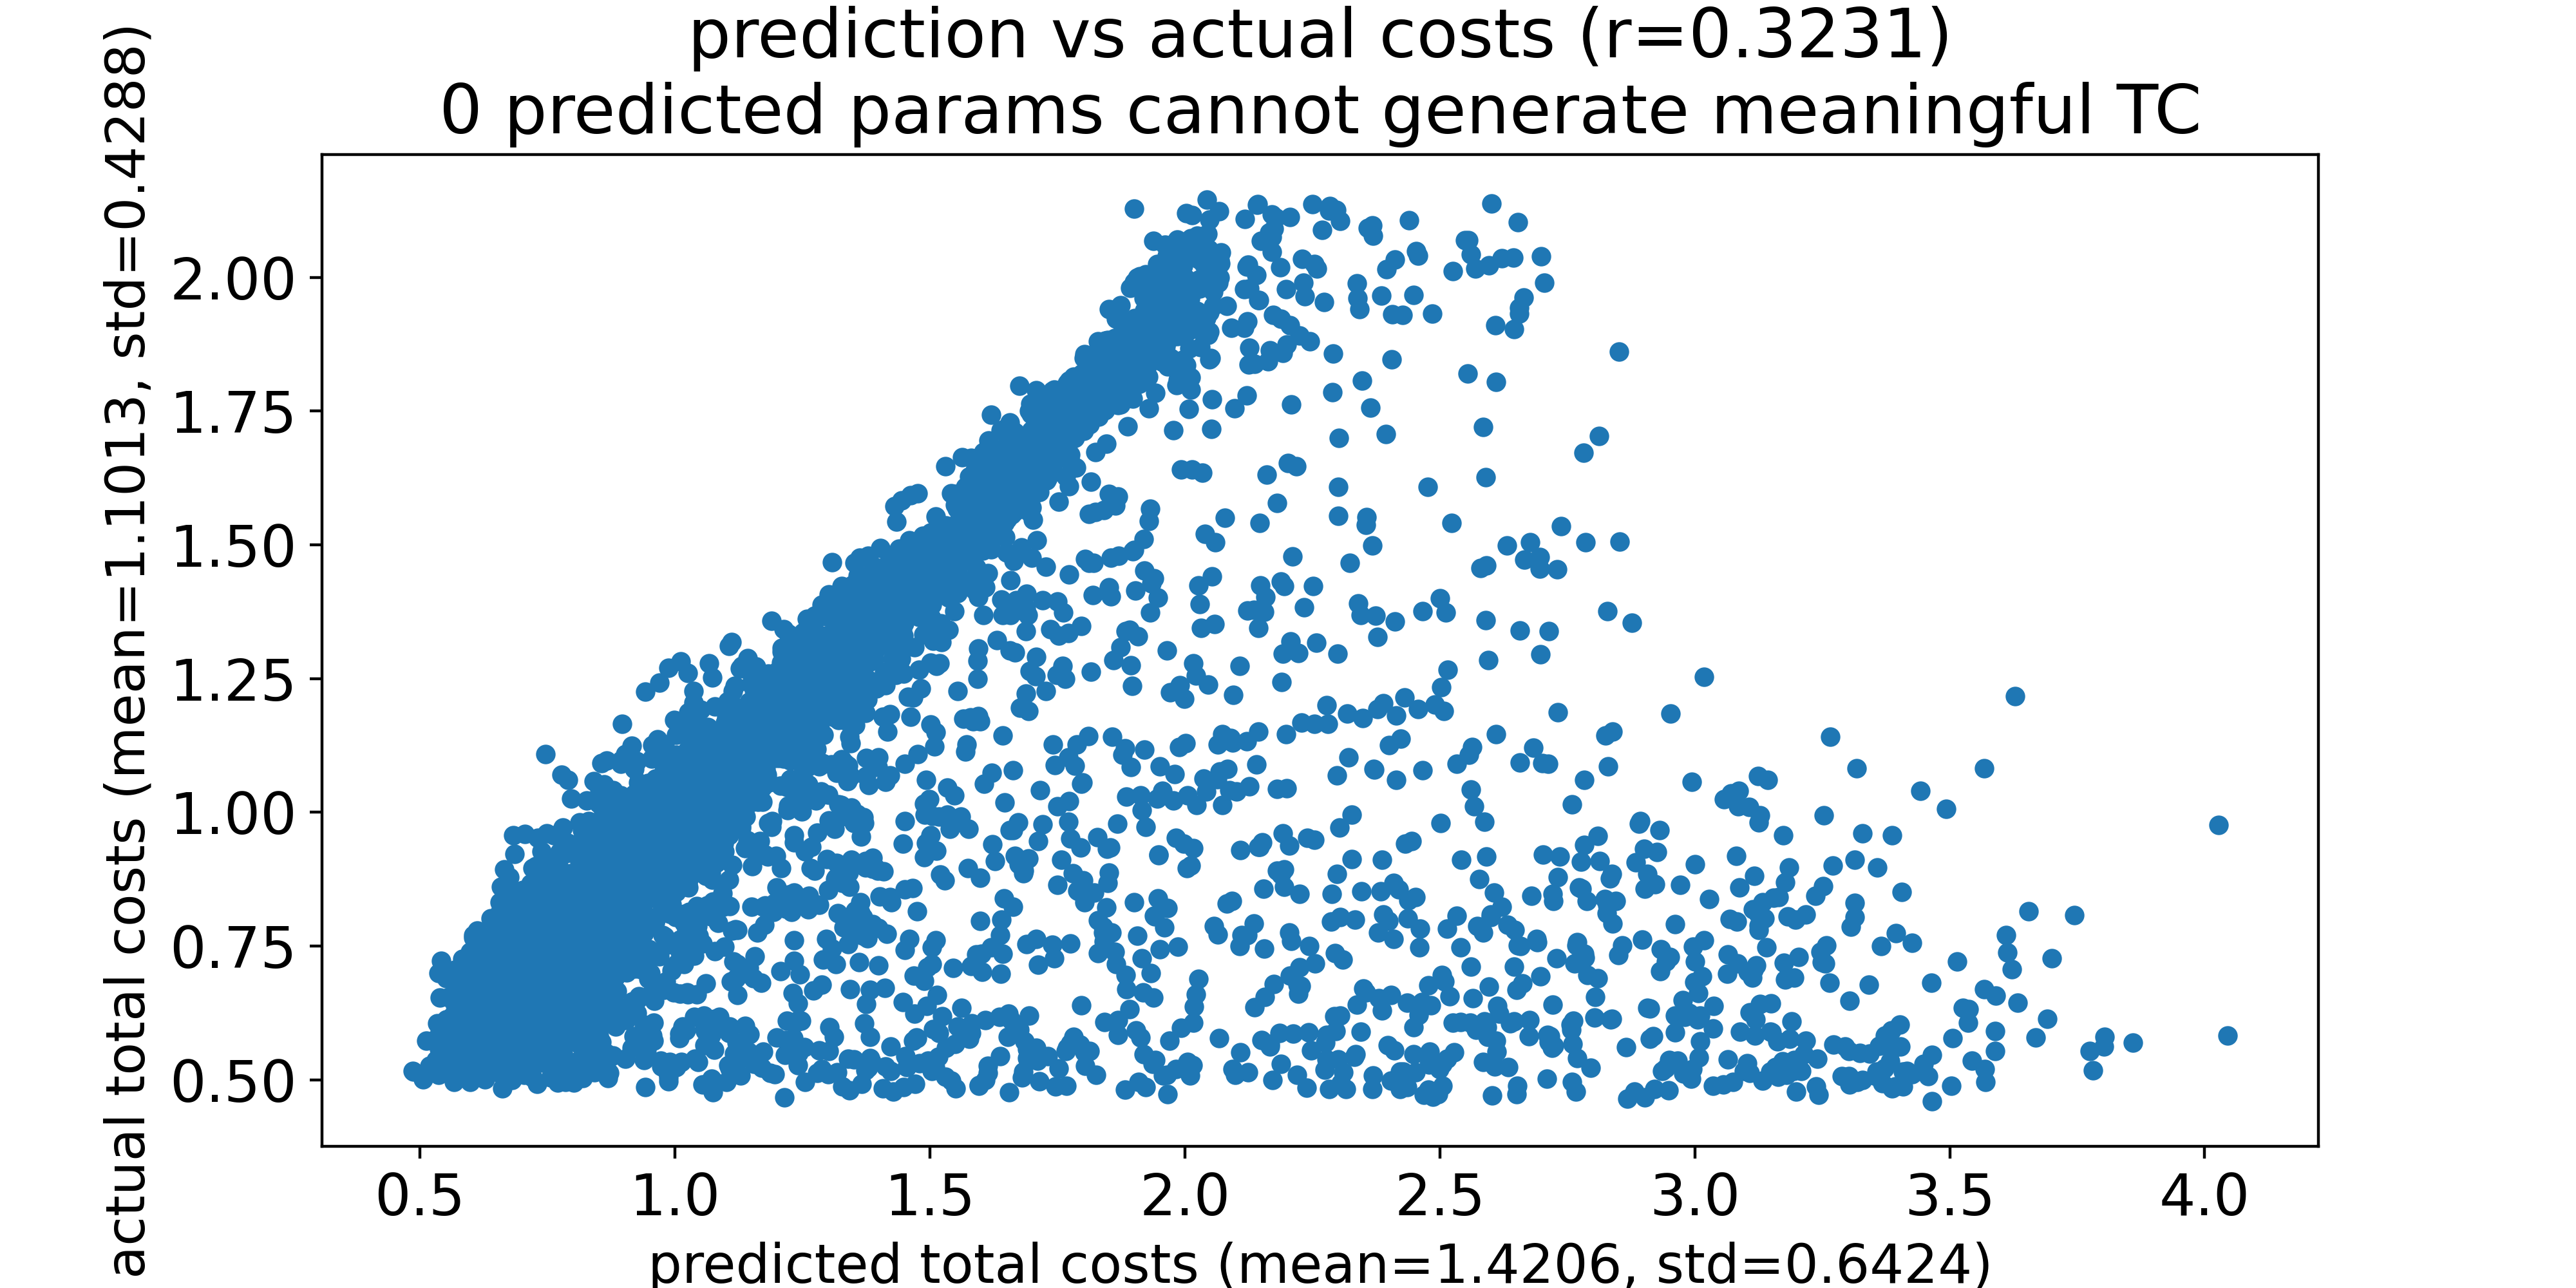 prediction vs actual costs (r=0.3231)
0 predicted params cannot generate meaningful TC
actual total costs (mean=1.1013, std=0.4288)
2.00
1.75
1.50
1.25
1.00
0.75
0.50
0.5 1.0 1.5 2.0 2.5 3.0 3.5 4.0
predicted total costs (mean=1.4206, std=0.6424)